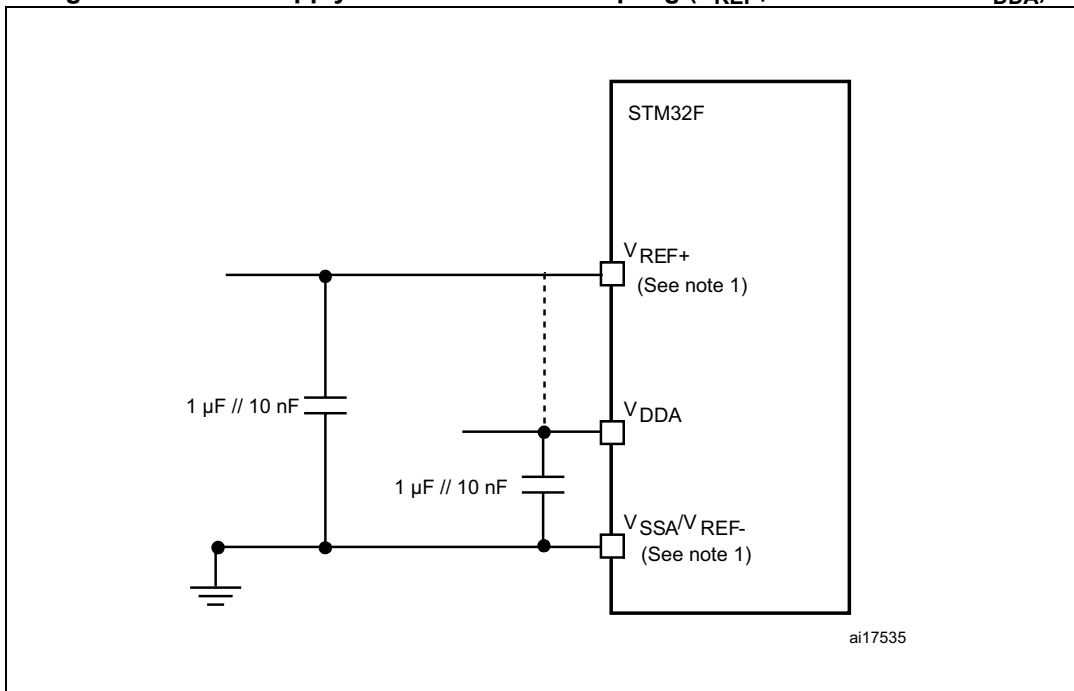 STM32F
VREF+
(See note 1)
1 µF // 10 nF
VDDA
1 µF // 10 nF
VSSA/VREF-
(See note 1)
ai17535